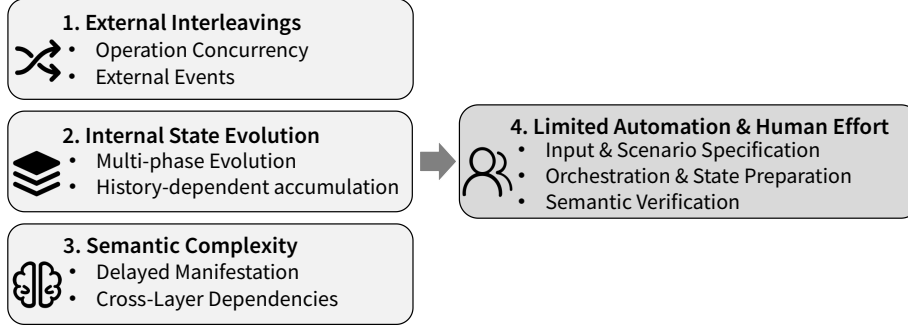 1. External Interleavings
• Operation Concurrency
• External Events
2. Internal State Evolution
• Multi-phase Evolution
• History-dependent accumulation
3. Semantic Complexity
• Delayed Manifestation
• Cross-Layer Dependencies
4. Limited Automation & Human Effort
• Input & Scenario Specification
• Orchestration & State Preparation
• Semantic Verification